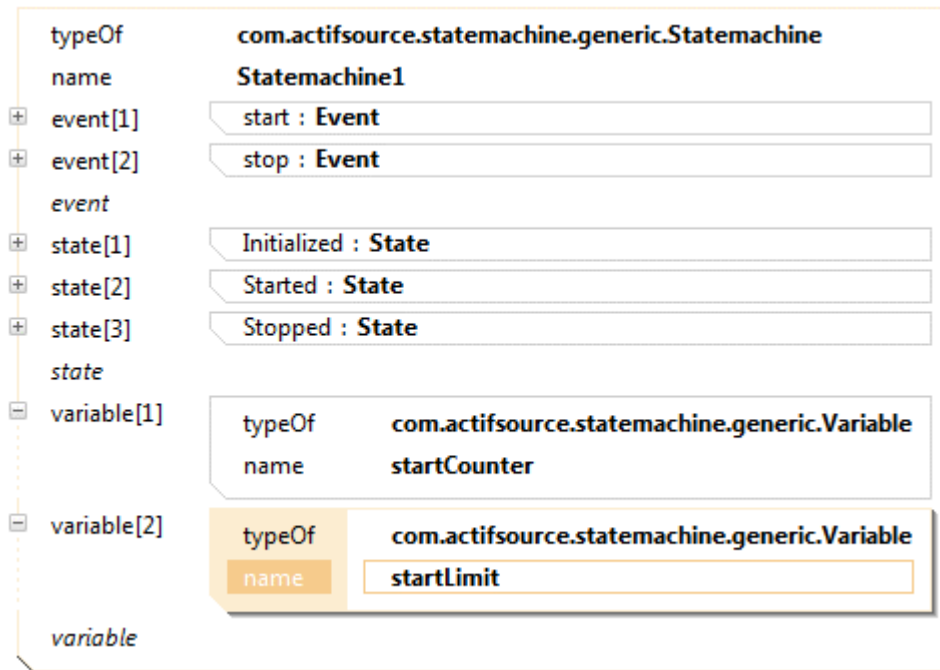 typeOf com.actifsource.statemachine.generic.Statemachine
name Statemachine1
event[1] start : Event
event[2] stop : Event
event
state[1] Initialized : State
state[2] Started : State
state[3] Stopped : State
state
variable[1] typeOf com.actifsource.statemachine.generic.Variable
name startCounter
variable[2] typeOf com.actifsource.statemachine.generic.Variable
name startLimit
variable